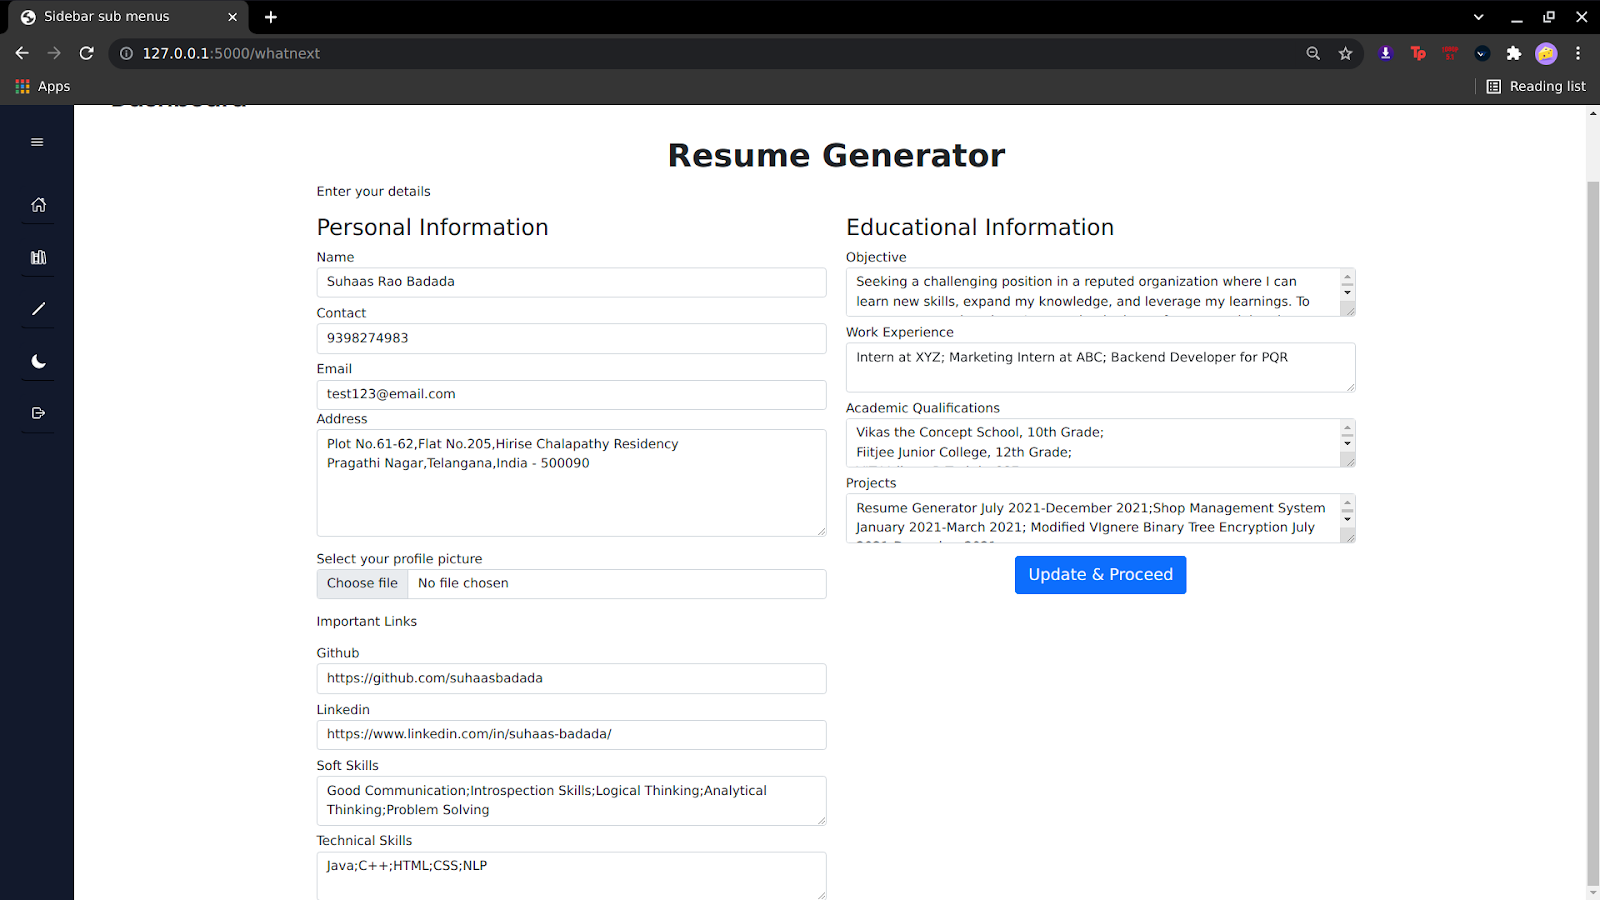 Sidebar sub menus
127.0.0.1:5000/whatnext
Apps
Reading list
Dashboard
Resume Generator
Enter your details
Personal Information
Name
Suhaas Rao Badada
Contact
9398274983
Email
test123@email.com
Address
Plot No.61-62,Flat No.205,Hirise Chalapathy Residency
Pragathi Nagar,Telangana,India - 500090
Select your profile picture
Choose file No file chosen
Important Links
Github
https://github.com/suhaasbadada
Linkedin
https://www.linkedin.com/in/suhaas-badada/
Soft Skills
Good Communication;Introspection Skills;Logical Thinking;Analytical
Thinking;Problem Solving
Technical Skills
Java;C++;HTML;CSS;NLP
Educational Information
Objective
Seeking a challenging position in a reputed organization where I can
learn new skills, expand my knowledge, and leverage my learnings. To
Work Experience
Intern at XYZ; Marketing Intern at ABC; Backend Developer for PQR
Academic Qualifications
Vikas the Concept School, 10th Grade;
Fiitjee Junior College, 12th Grade;
Projects
Resume Generator July 2021-December 2021;Shop Management System
January 2021-March 2021; Modified VIgnere Binary Tree Encryption July
Update & Proceed